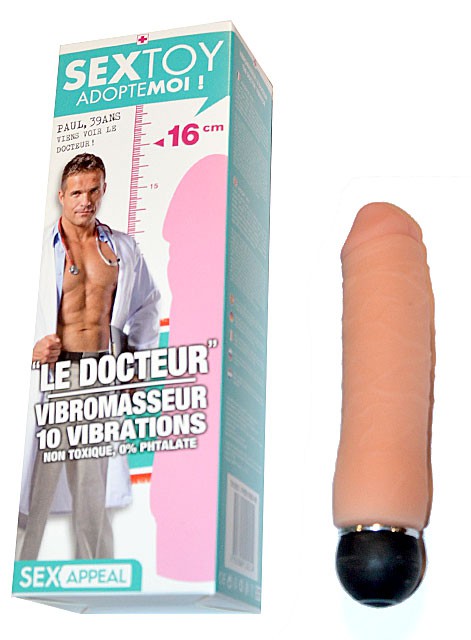 SEXTOY
ADOPTEMOI !
PAUL, 39ANS
VIENS VOIR LE
DOCTEUR!
16 cm
15
"LE DOCTEUR"
VIBROMASSEUR
10 VIBRATIONS
NON TOXIQUE, 0% PHTALATE
SEX APPEAL